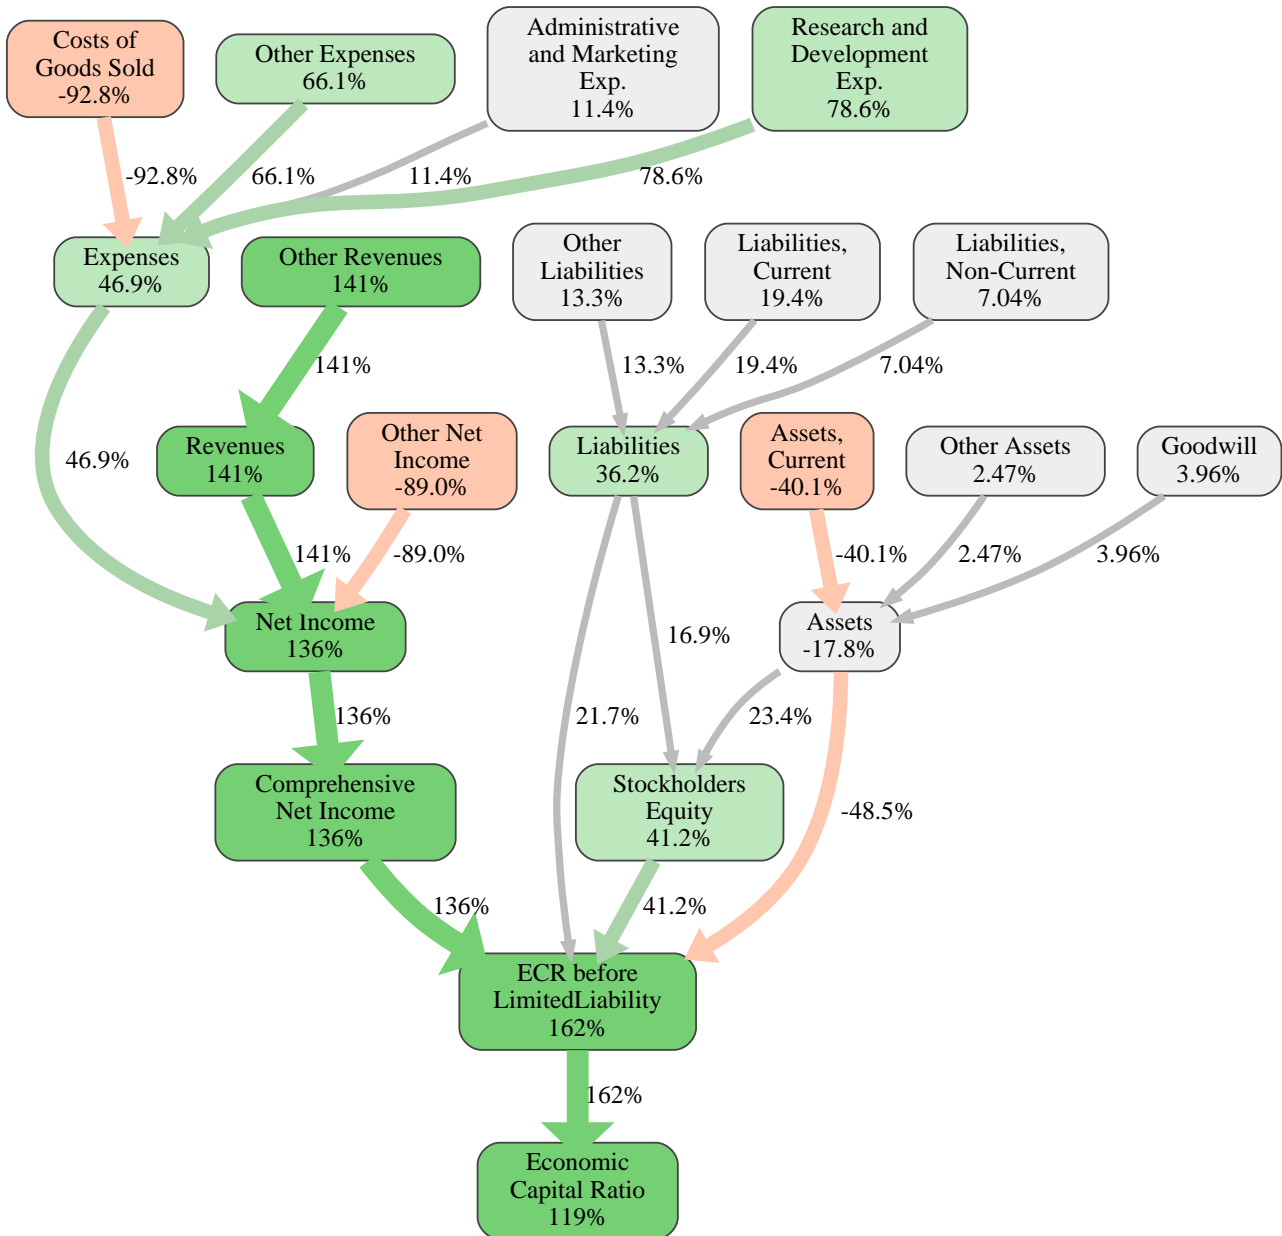 Costs of
Goods Sold
-92.8%
Other Expenses
66.1%
Administrative
and Marketing
Exp.
11.4%
Research and
Development
Exp.
78.6%
-92.8%
66.1%
11.4%
78.6%
Expenses
46.9%
Other Revenues
141%
Other
Liabilities
13.3%
Liabilities,
Current
19.4%
Liabilities,
Non-Current
7.04%
141%
13.3%
19.4%
7.04%
46.9%
Revenues
141%
Other Net
Income
-89.0%
Liabilities
36.2%
Assets,
Current
-40.1%
Other Assets
2.47%
Goodwill
3.96%
141%
-89.0%
-40.1%
2.47%
3.96%
Net Income
136%
16.9%
Assets
-17.8%
136%
21.7%
23.4%
Comprehensive
Net Income
136%
Stockholders
Equity
41.2%
-48.5%
136%
41.2%
ECR before
LimitedLiability
162%
162%
Economic
Capital Ratio
119%